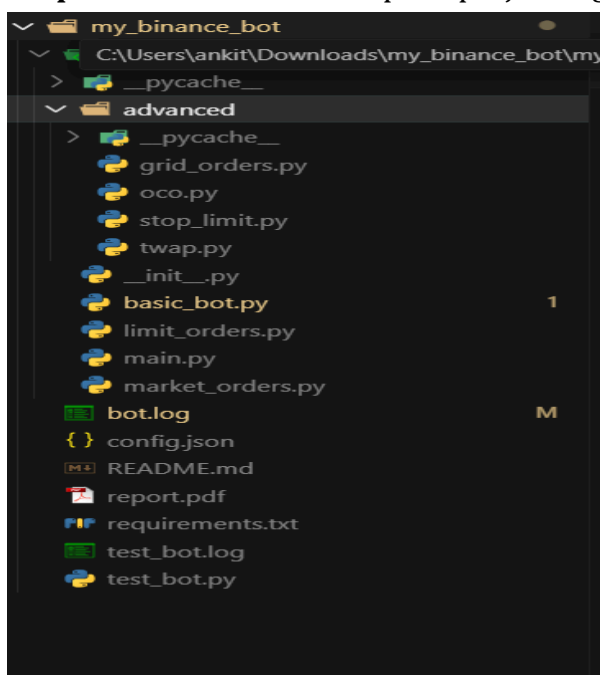 my_binance_bot
C:\Users\ankit\Downloads\my_binance_bot\my
__pycache__
advanced
__pycache__
grid_orders.py
oco.py
stop_limit.py
twap.py
__init__.py
basic_bot.py 1
limit_orders.py
main.py
market_orders.py
bot.log M
{} config.json
README.md
report.pdf
requirements.txt
test_bot.log
test_bot.py